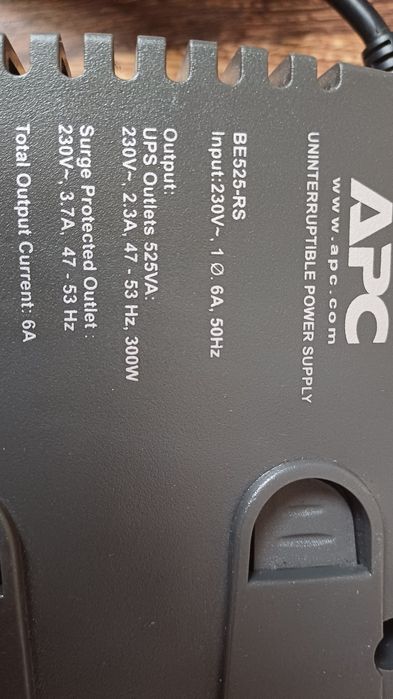 APC
www.apc.com
UNINTERRUPTIBLE POWER SUPPLY
BE525-RS
Input:230V~, 1 Ø, 6A, 50Hz
Output:
UPS Outlets 525VA:
230V~, 2.3A, 47 - 53 Hz, 300W
Surge Protected Outlet :
230V~, 3.7A, 47 - 53 Hz
Total Output Current: 6A